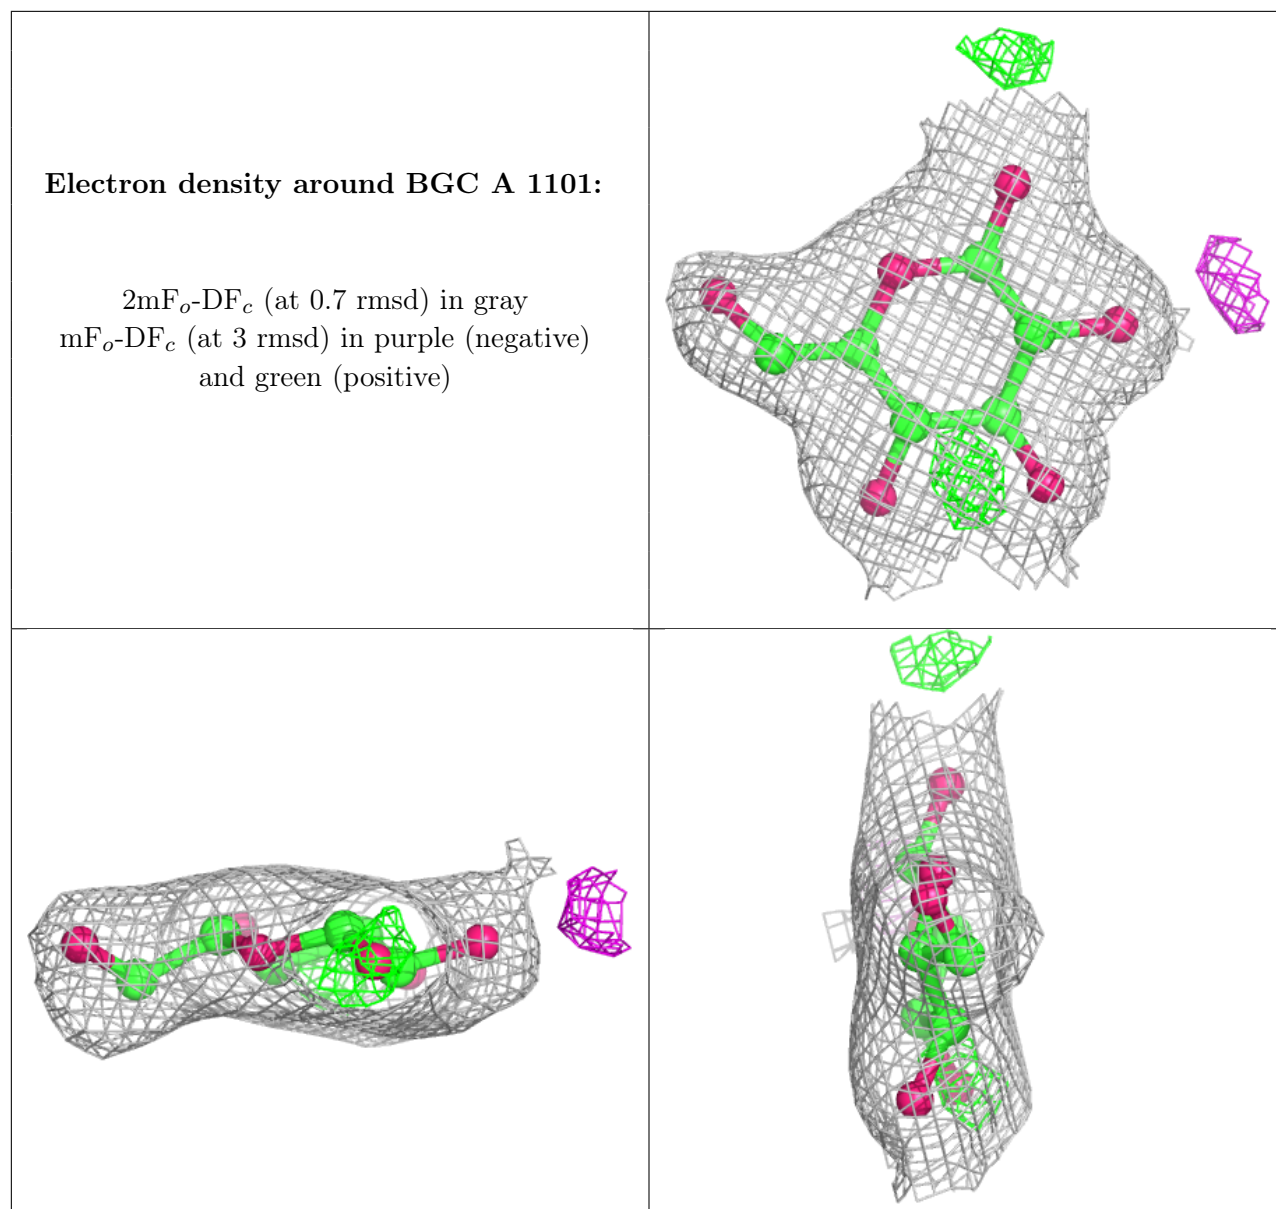 Electron density around BGC A 1101:
2mFₒ-DF𝒸 (at 0.7 rmsd) in gray
mFₒ-DF𝒸 (at 3 rmsd) in purple (negative)
and green (positive)